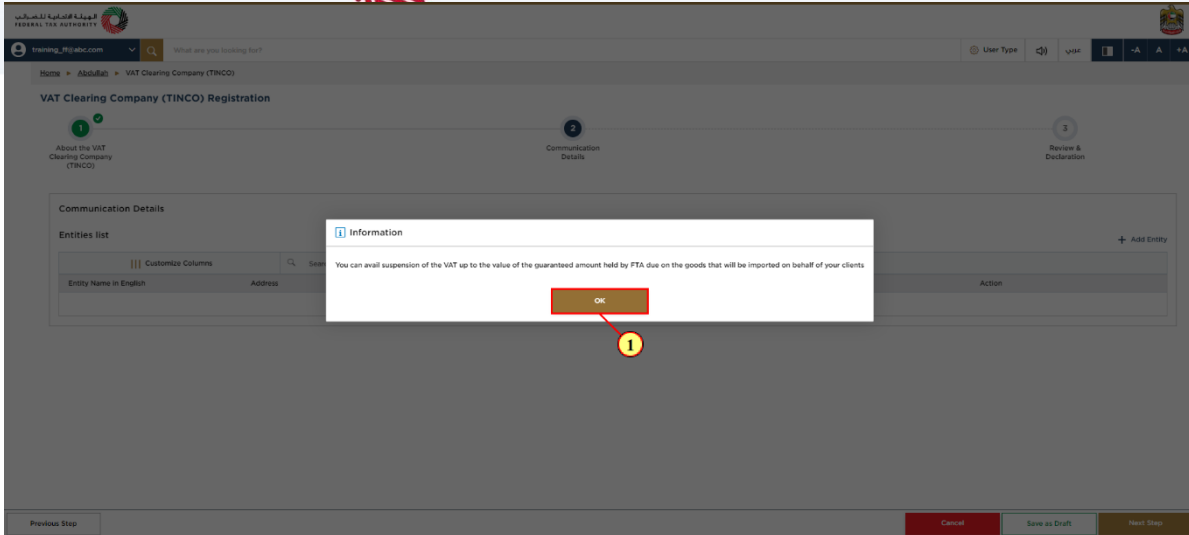 الهيئة الاتحادية للضرائب
FEDERAL TAX AUTHORITY
training_tf@abc.com
What are you looking for?
User Type
عربي
-A A +A
Home » Abdullah » VAT Clearing Company (TINCO)
VAT Clearing Company (TINCO) Registration
1
2
3
About the VAT
Clearing Company
(TINCO)
Communication
Details
Review &
Declaration
Communication Details
Entities list
+ Add Entity
Customize Columns
Entity Name in English
Address
Action
i Information
You can avail suspension of the VAT up to the value of the guaranteed amount held by FTA due on the goods that will be imported on behalf of your clients
OK
1
Previous Step
Cancel
Save as Draft
Next Step